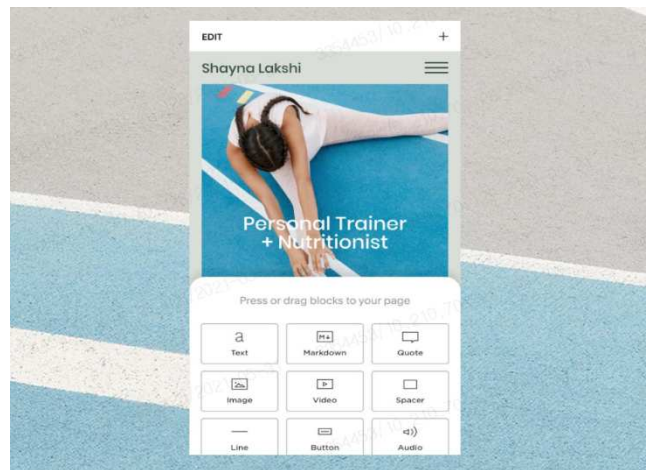 EDIT +
Shayna Lakshi
Personal Trainer
+ Nutritionist
Press or drag blocks to your page
a M↓
Text Markdown Quote
Image Video Spacer
Line Button Audio